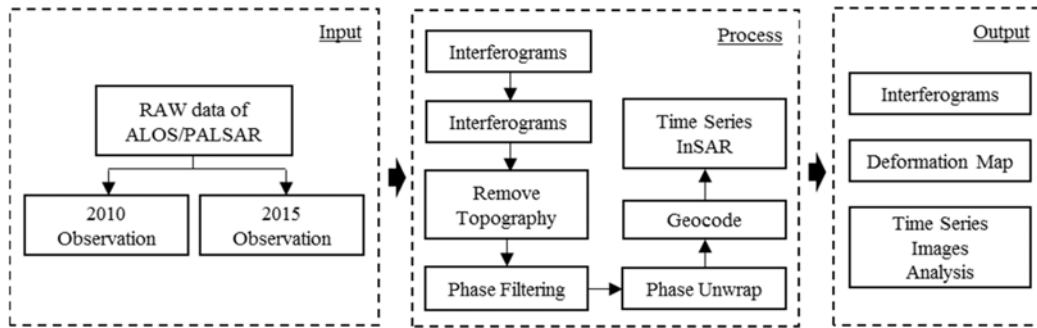 Input
RAW data of
ALOS/PALSAR
2010
Observation
2015
Observation
Process
Interferograms
Interferograms
Remove
Topography
Phase Filtering
Phase Unwrap
Geocode
Time Series
InSAR
Output
Interferograms
Deformation Map
Time Series
Images
Analysis